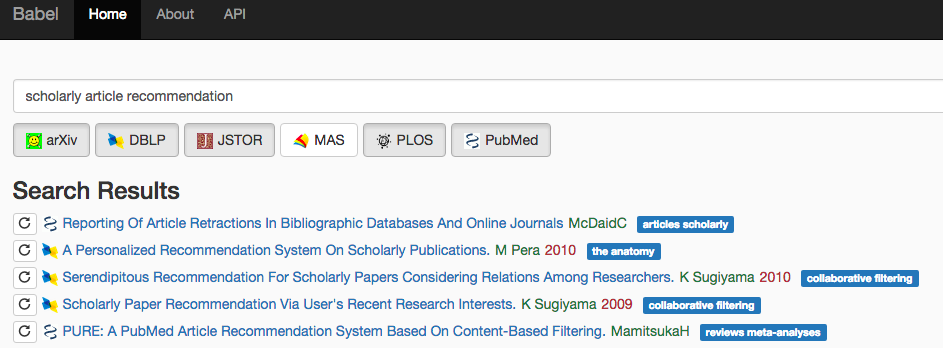 Babel Home About API
scholarly article recommendation
arXiv DBLP JSTOR MAS PLOS PubMed
Search Results
Reporting Of Article Retractions In Bibliographic Databases And Online Journals McDaidC articles scholarly
A Personalized Recommendation System On Scholarly Publications. M Pera 2010 the anatomy
Serendipitous Recommendation For Scholarly Papers Considering Relations Among Researchers. K Sugiyama 2010 collaborative filtering
Scholarly Paper Recommendation Via User's Recent Research Interests. K Sugiyama 2009 collaborative filtering
PURE: A PubMed Article Recommendation System Based On Content-Based Filtering. MamitsukaH reviews meta-analyses